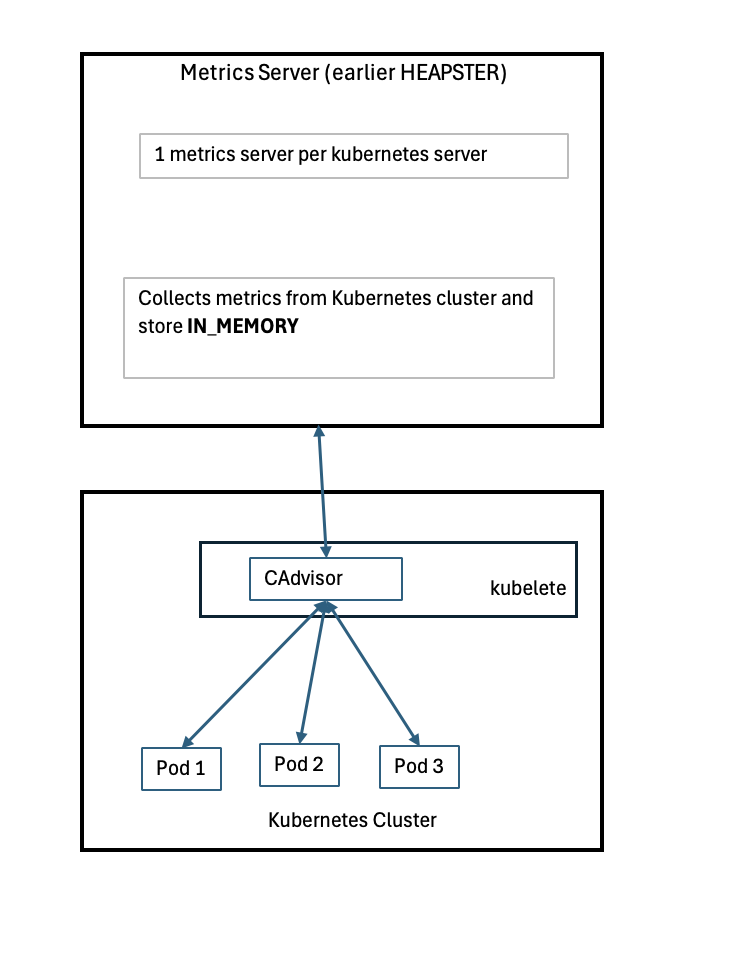 Metrics Server (earlier HEAPSTER)
1 metrics server per kubernetes server
Collects metrics from Kubernetes cluster and
store IN_MEMORY
CAdvisor
kubelete
Pod 1
Pod 2
Pod 3
Kubernetes Cluster